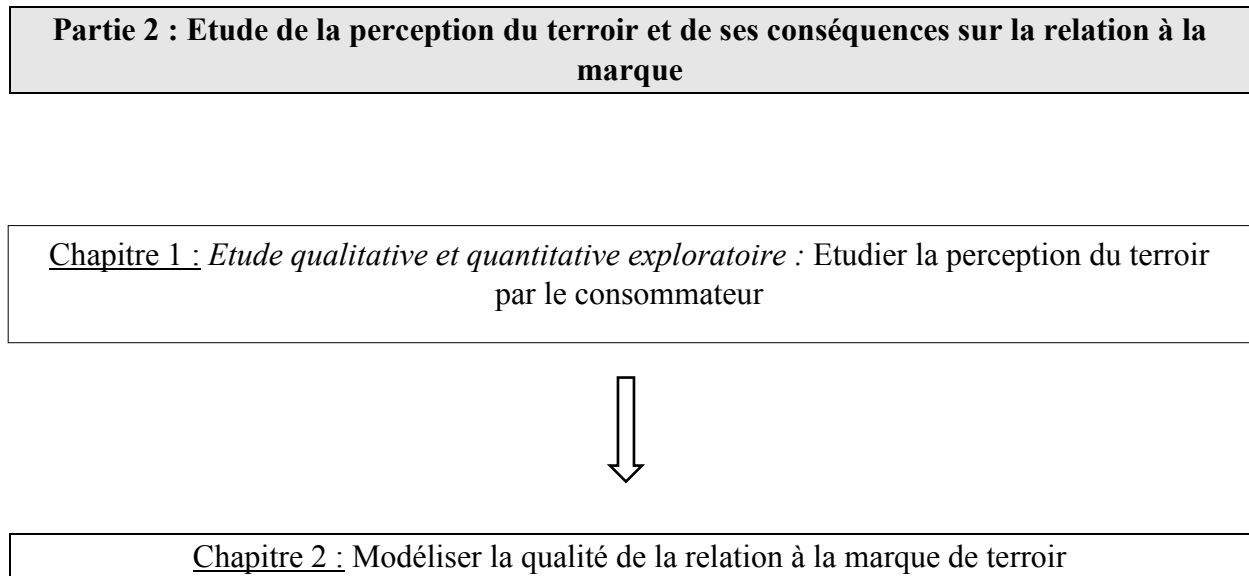 Partie 2 : Etude de la perception du terroir et de ses conséquences sur la relation à la
marque
Chapitre 1 : Etude qualitative et quantitative exploratoire : Etudier la perception du terroir
par le consommateur
Chapitre 2 : Modéliser la qualité de la relation à la marque de terroir